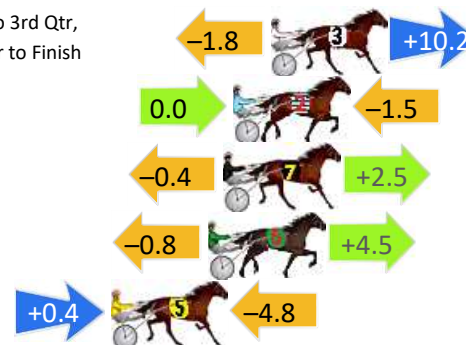 o 3rd Qtr,
r to Finish
–1.8 3 +10.2
0.0 –1.5
–0.4 7 +2.5
–0.8 +4.5
+0.4 5 –4.8